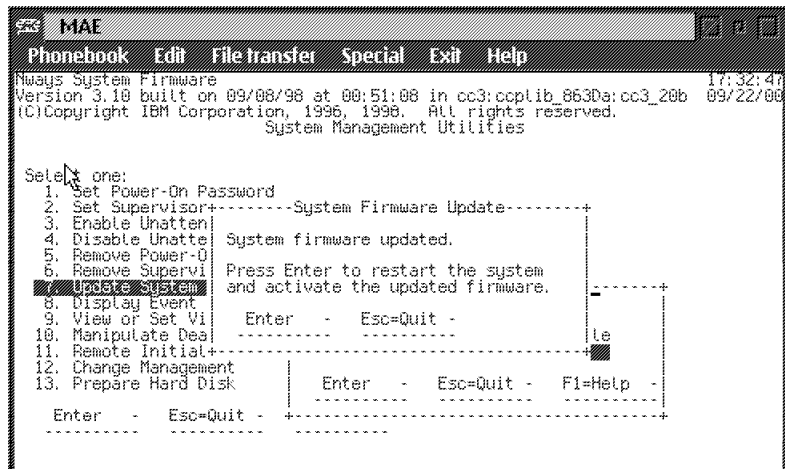 MAE
Phonebook Edit File transfer Special Exit Help
Nways System Firmware 17:32:47
Version 3.10 built on 09/08/98 at 00:51:08 in cc3:ccplib_863Da:cc3_20b 09/22/00
(C)Copyright IBM Corporation, 1996, 1998. All rights reserved.
System Management Utilities
Select one:
1. Set Power-On Password
2. Set Supervisor+--------System Firmware Update--------+
3. Enable Unatten|
4. Disable Unatte| System firmware updated.
5. Remove Power-O|
6. Remove Supervi| Press Enter to restart the system
7. Update System | and activate the updated firmware.
8. Display Event
9. View or Set Vi| Enter - Esc=Quit -
10. Manipulate Dea| le
11. Remote Initial+
12. Change Management
13. Prepare Hard Disk | Enter - Esc=Quit - F1=Help -
Enter - Esc=Quit -